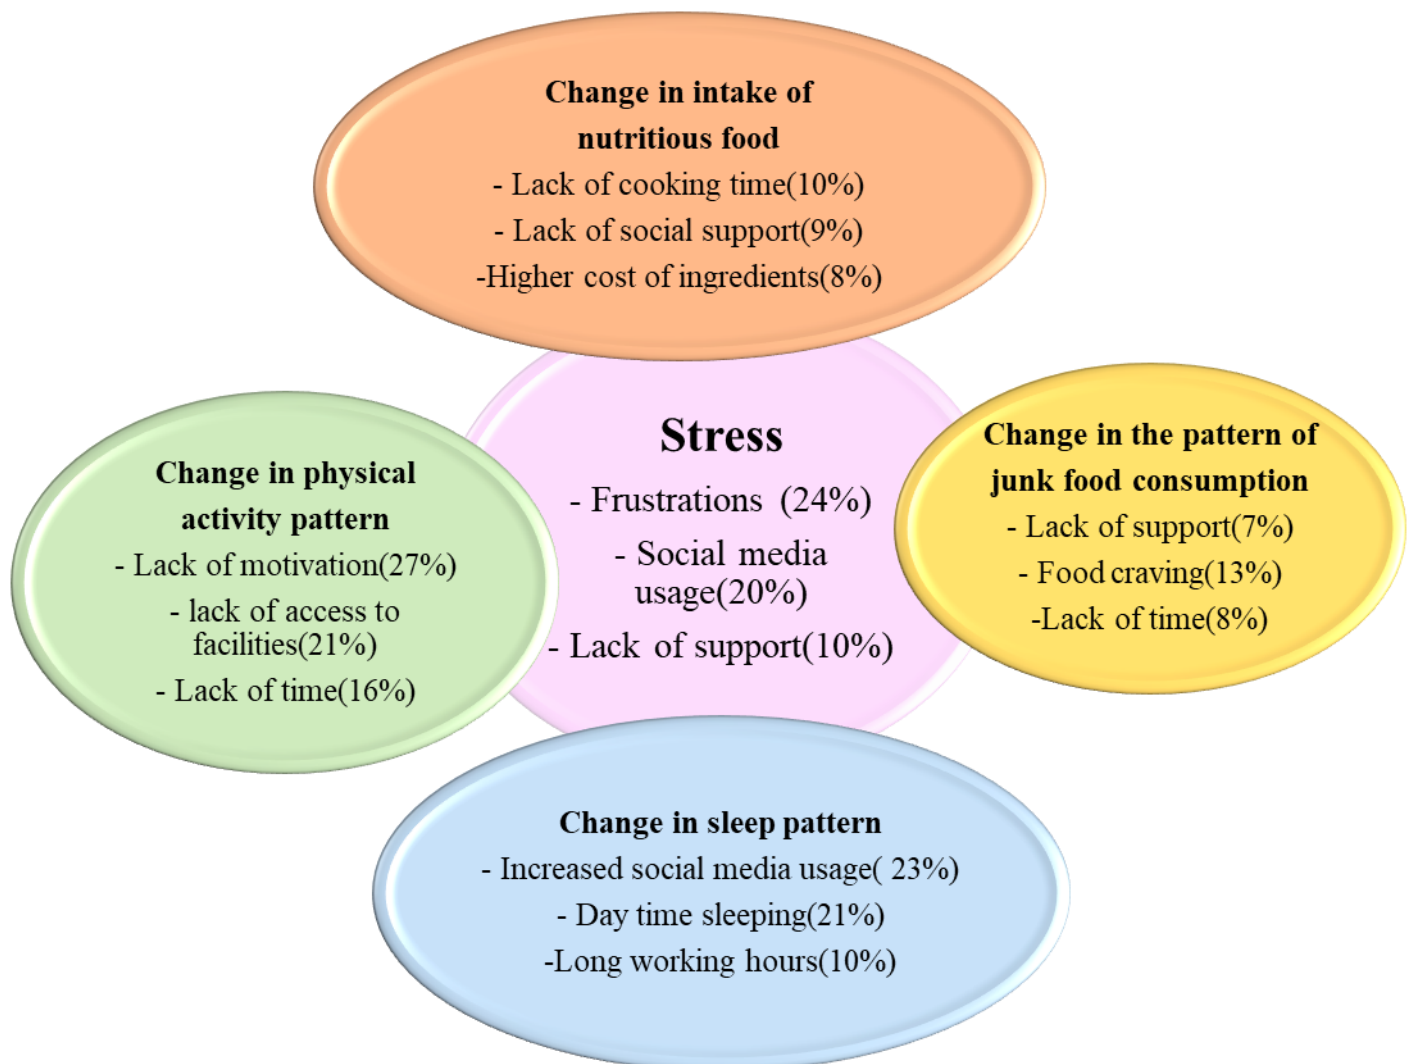 Change in intake of
nutritious food
- Lack of cooking time(10%)
- Lack of social support(9%)
-Higher cost of ingredients(8%)
Stress
- Frustrations (24%)
- Social media
usage(20%)
- Lack of support(10%)
Change in physical
activity pattern
- Lack of motivation(27%)
- lack of access to
facilities(21%)
- Lack of time(16%)
Change in the pattern of
junk food consumption
- Lack of support(7%)
- Food craving(13%)
-Lack of time(8%)
Change in sleep pattern
- Increased social media usage( 23%)
- Day time sleeping(21%)
-Long working hours(10%)